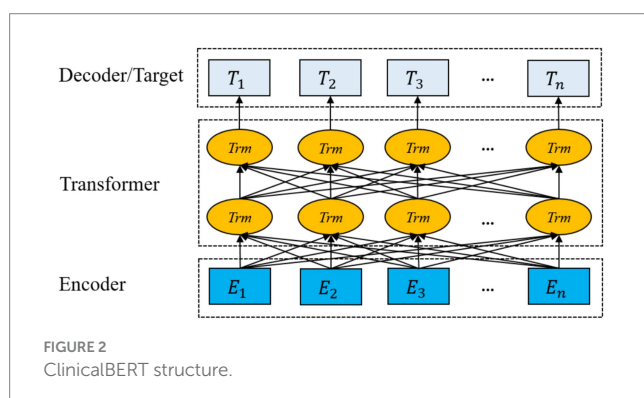 Decoder/Target T₁ T₂ T₃ ... Tₙ
Trm Trm Trm ... Trm
Transformer
Trm Trm Trm ... Trm
Encoder E₁ E₂ E₃ ... Eₙ
FIGURE 2
ClinicalBERT structure.